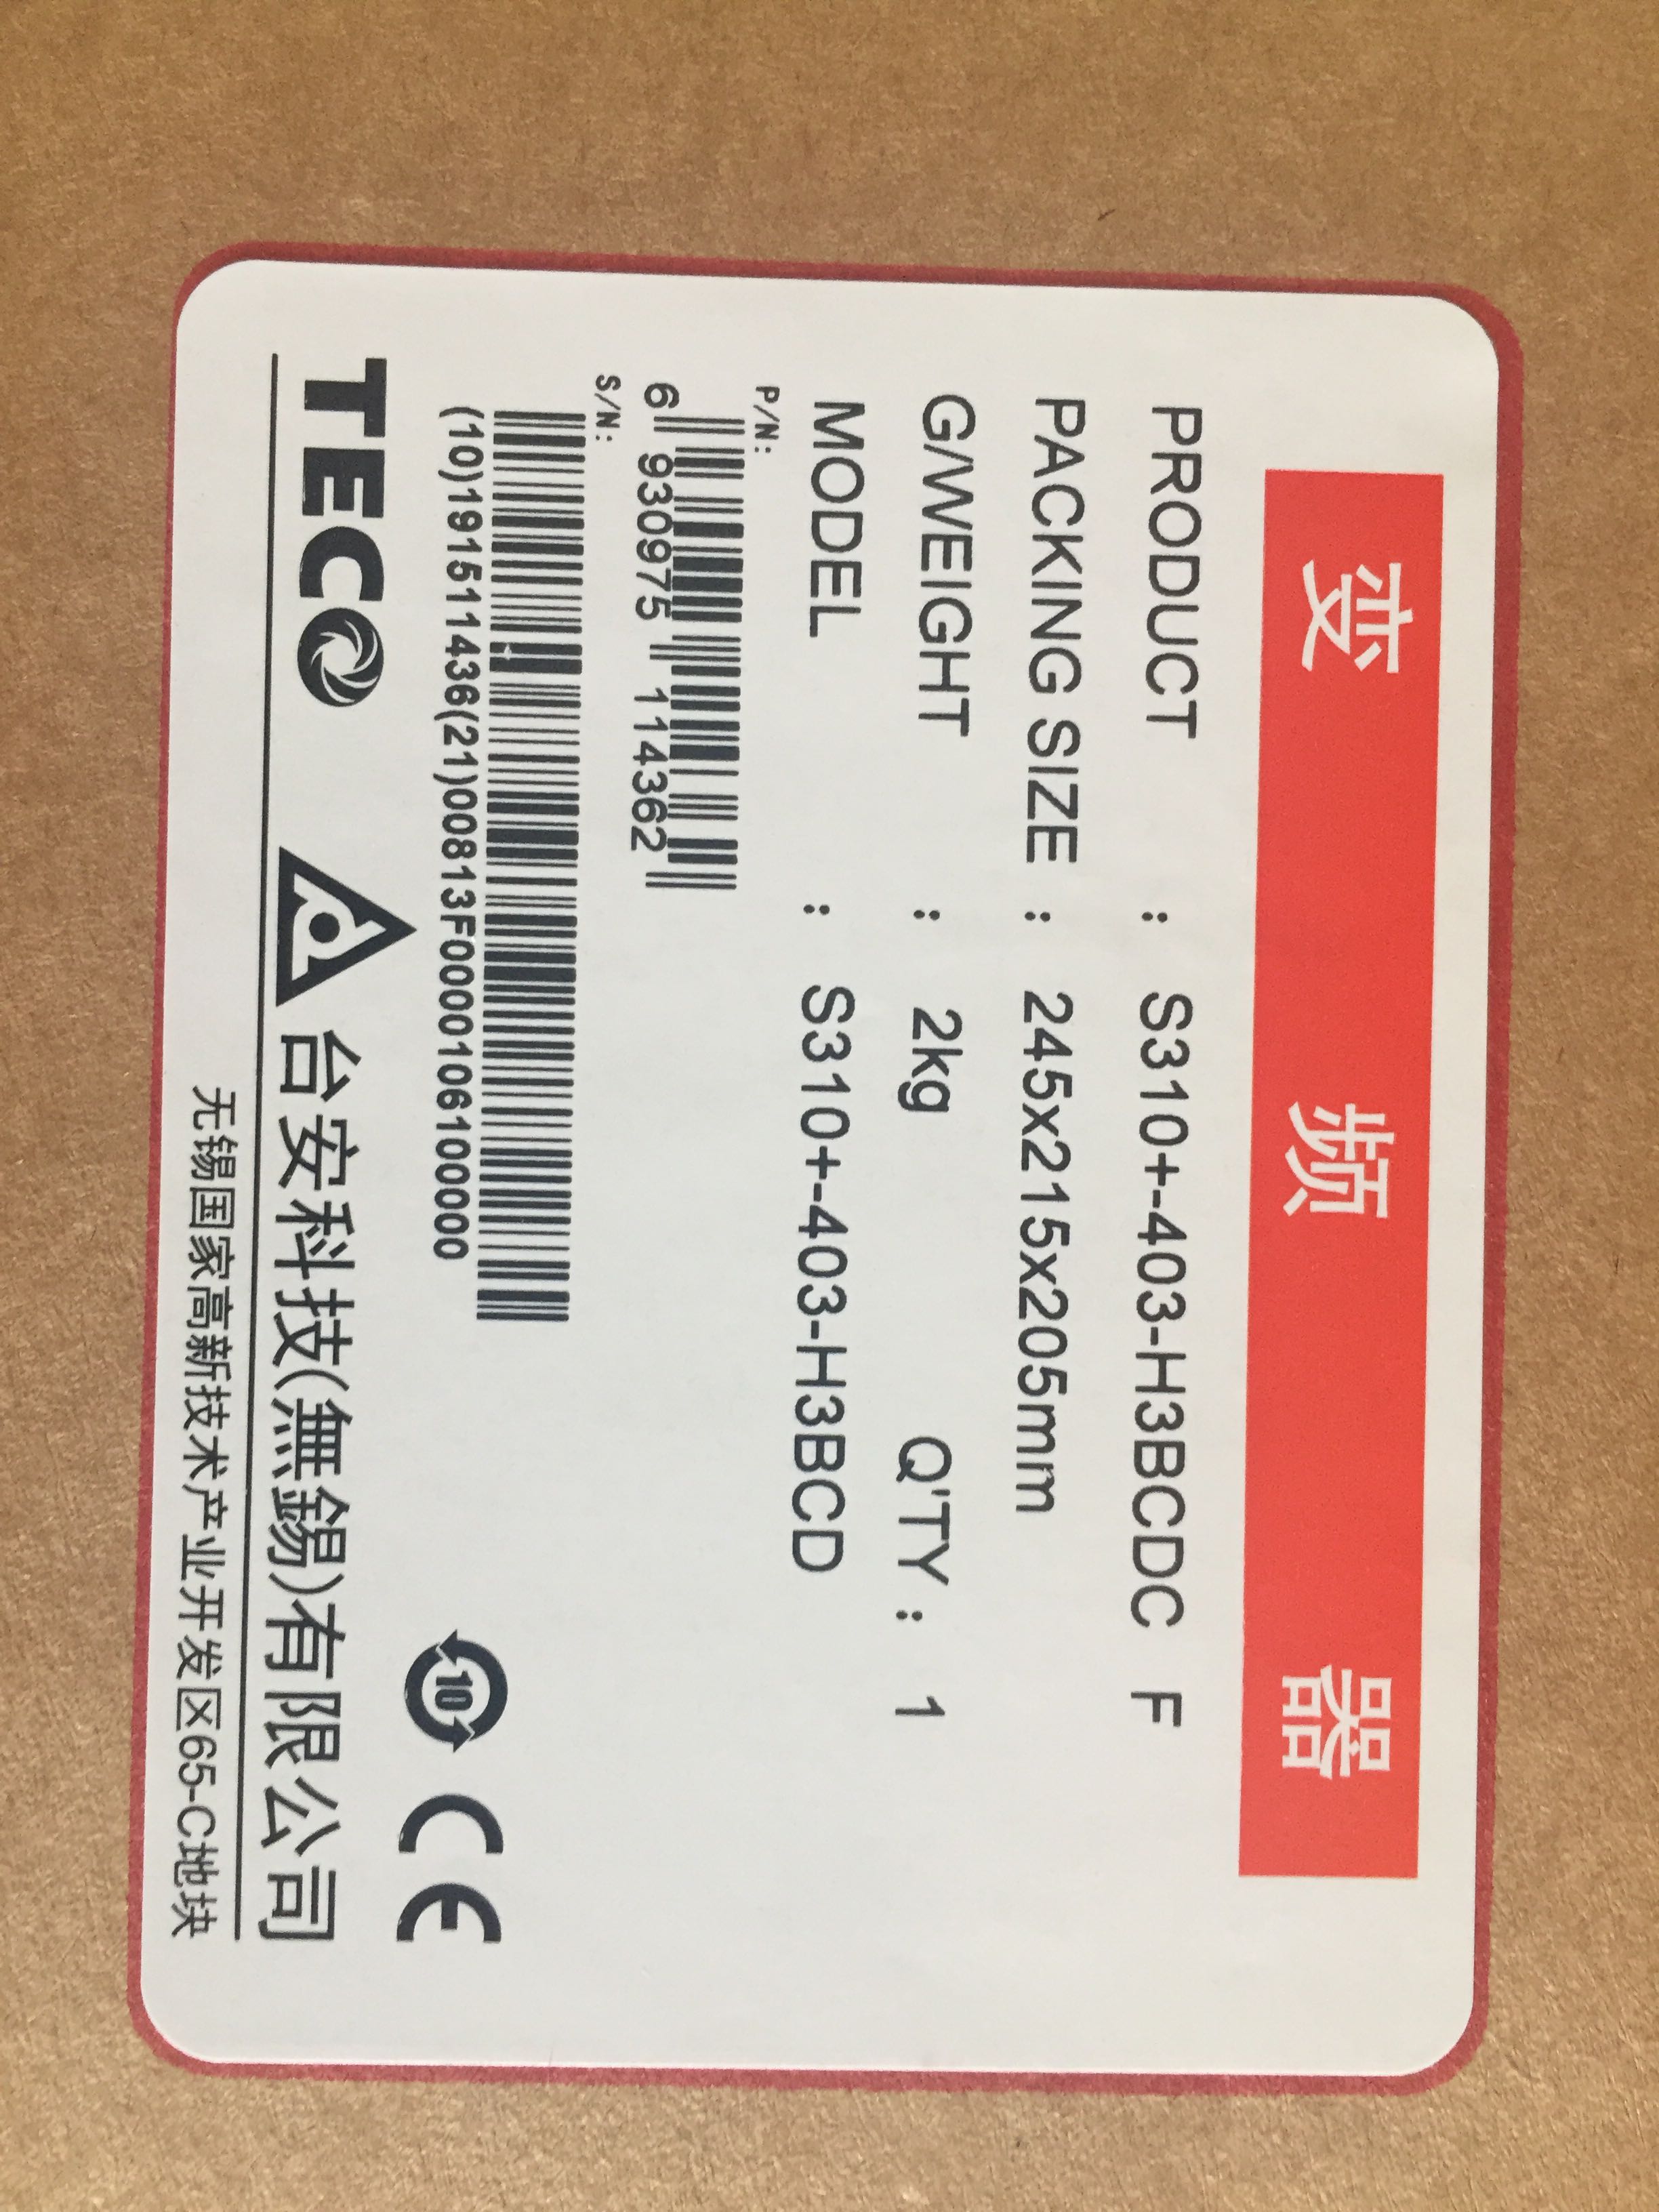 变 频 器
PRODUCT : S310+-403-H3BCDC F
PACKING SIZE : 245x215x205mm
G/WEIGHT : 2kg Q'TY : 1
MODEL : S310+-403-H3BCD
P/N:
6 930975 114362
S/N:
(10)191511436(21)00813F0000106100000
10 CE
TECO 台安科技(無錫)有限公司
无锡国家高新技术产业开发区65-C地块